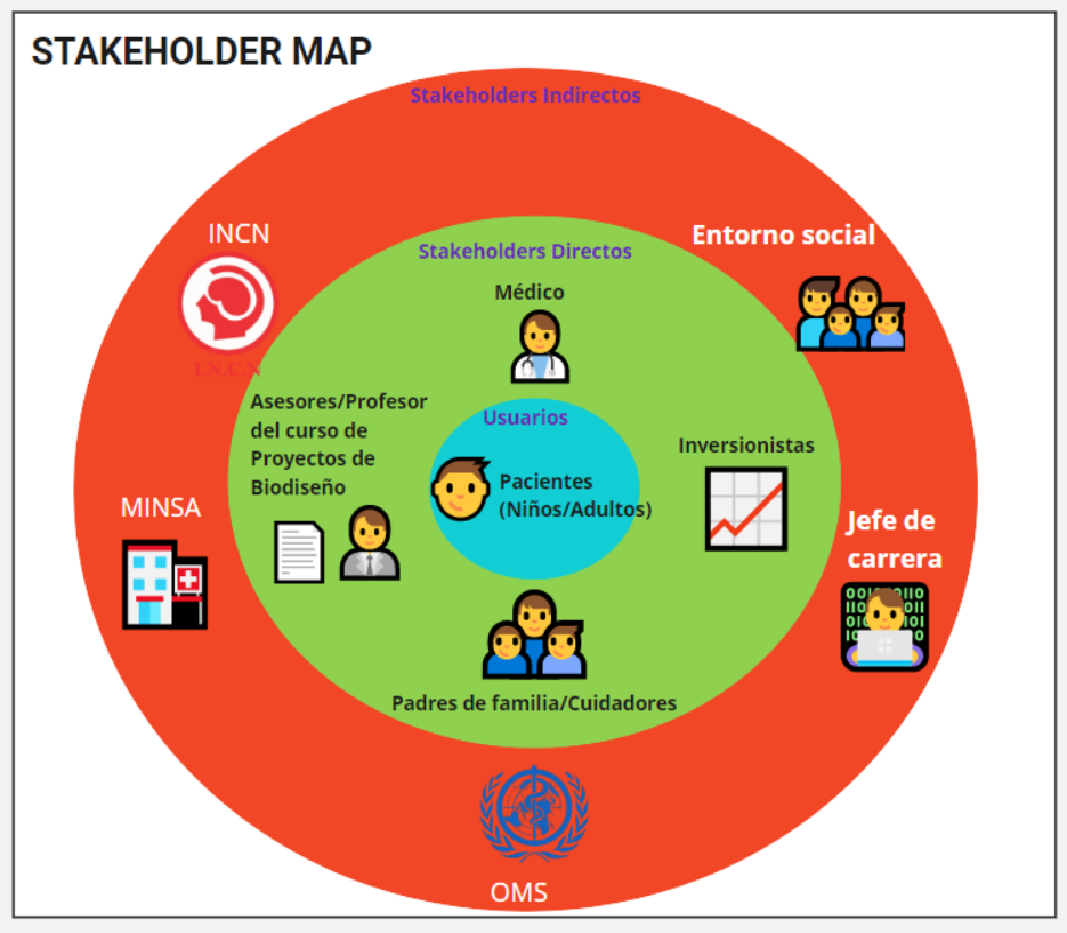 STAKEHOLDER MAP
Stakeholders Indirectos
INCN
I.N.C.N
Entorno social
Stakeholders Directos
Médico
Asesores/Profesor
del curso de
Proyectos de
Biodiseño
Usuarios
Pacientes
(Niños/Adultos)
Inversionistas
MINSA
Jefe de
carrera
Padres de familia/Cuidadores
OMS